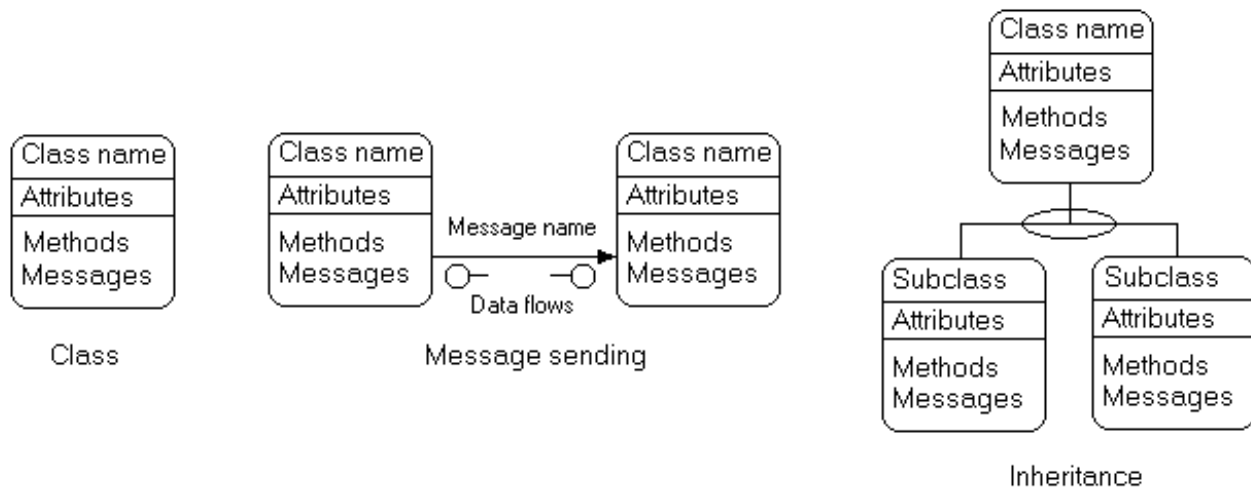 Class name
Attributes
Methods
Messages
Class
Class name
Attributes
Methods
Messages
Message name
Data flows
Class name
Attributes
Methods
Messages
Message sending
Class name
Attributes
Methods
Messages
Subclass
Attributes
Methods
Messages
Subclass
Attributes
Methods
Messages
Inheritance